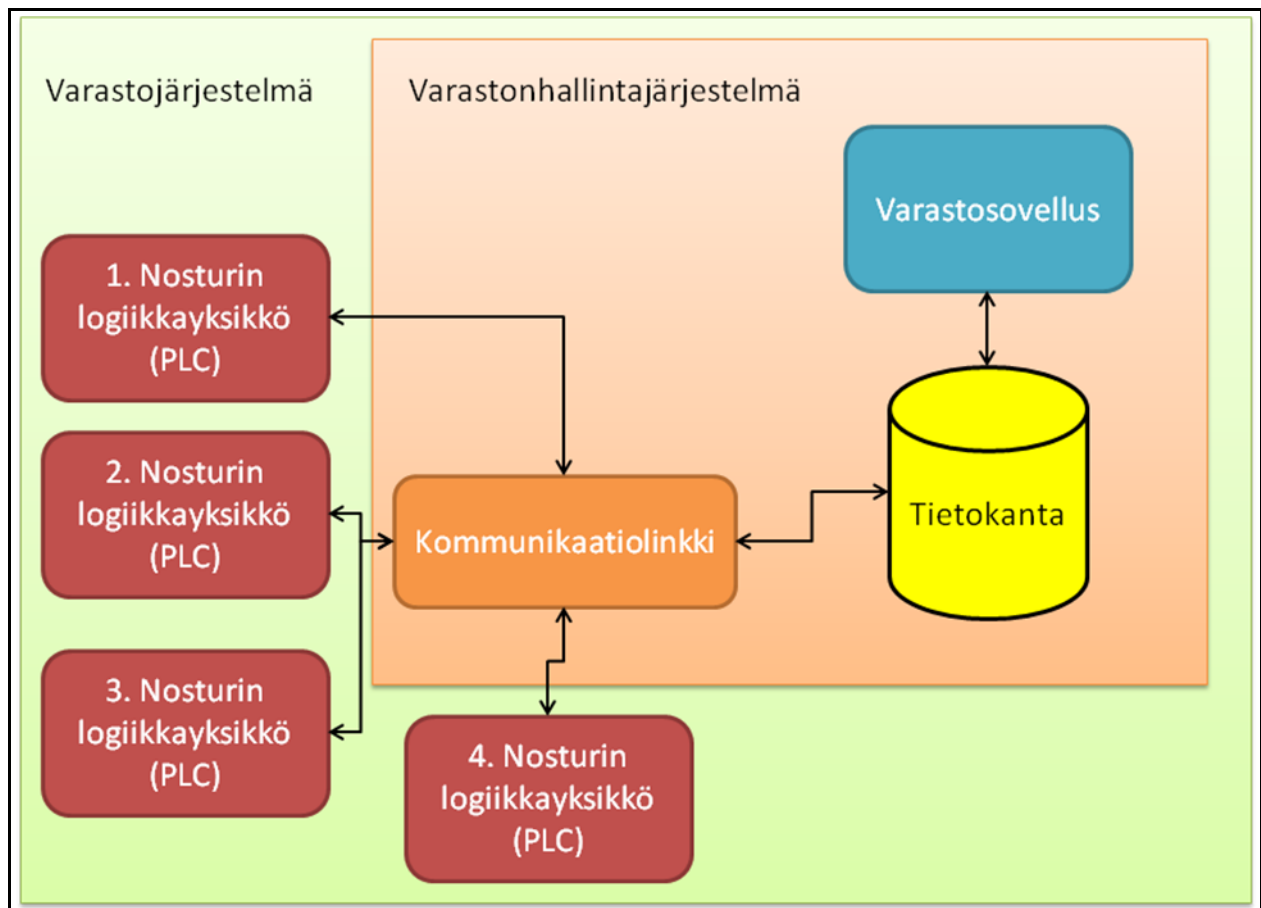 Varastojärjestelmä
Varastonhallintajärjestelmä
Varastosovellus
1. Nosturin
logiikkayksikkö
(PLC)
2. Nosturin
logiikkayksikkö
(PLC)
Kommunikaatiolinkki
Tietokanta
3. Nosturin
logiikkayksikkö
(PLC)
4. Nosturin
logiikkayksikkö
(PLC)